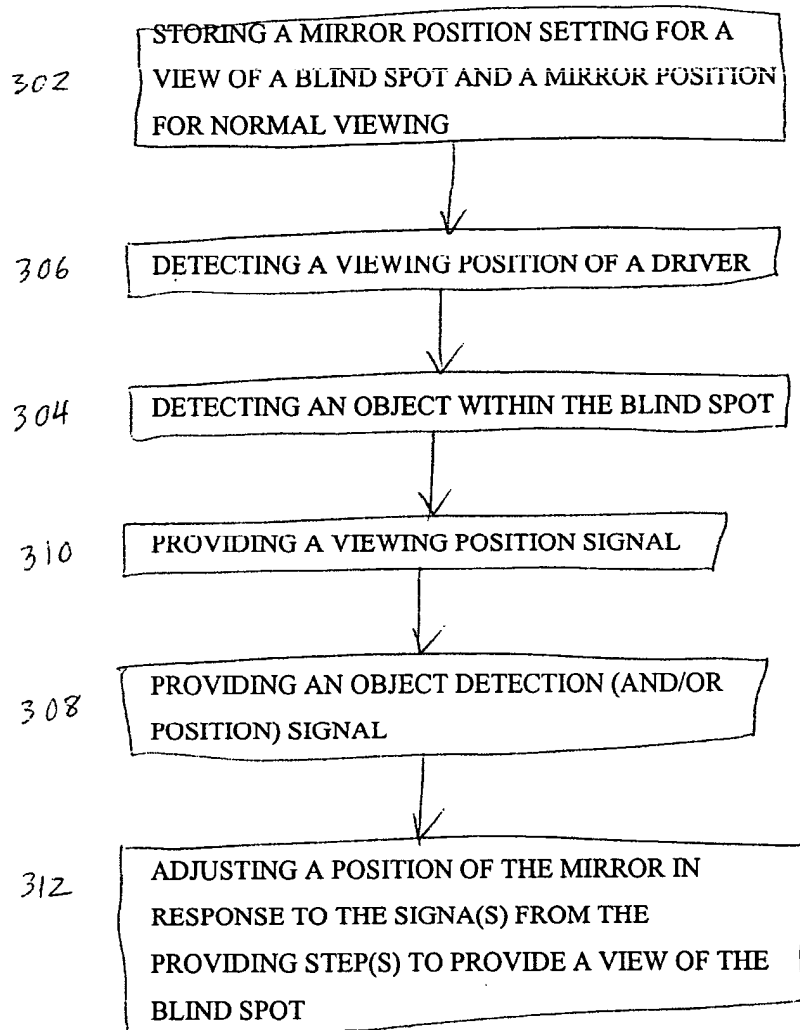 STORING A MIRROR POSITION SETTING FOR A
302 VIEW OF A BLIND SPOT AND A MIRROR POSITION
FOR NORMAL VIEWING
306 DETECTING A VIEWING POSITION OF A DRIVER
304 DETECTING AN OBJECT WITHIN THE BLIND SPOT
310 PROVIDING A VIEWING POSITION SIGNAL
PROVIDING AN OBJECT DETECTION (AND/OR
308 POSITION) SIGNAL
312 ADJUSTING A POSITION OF THE MIRROR IN
RESPONSE TO THE SIGNA(S) FROM THE
PROVIDING STEP(S) TO PROVIDE A VIEW OF THE
BLIND SPOT